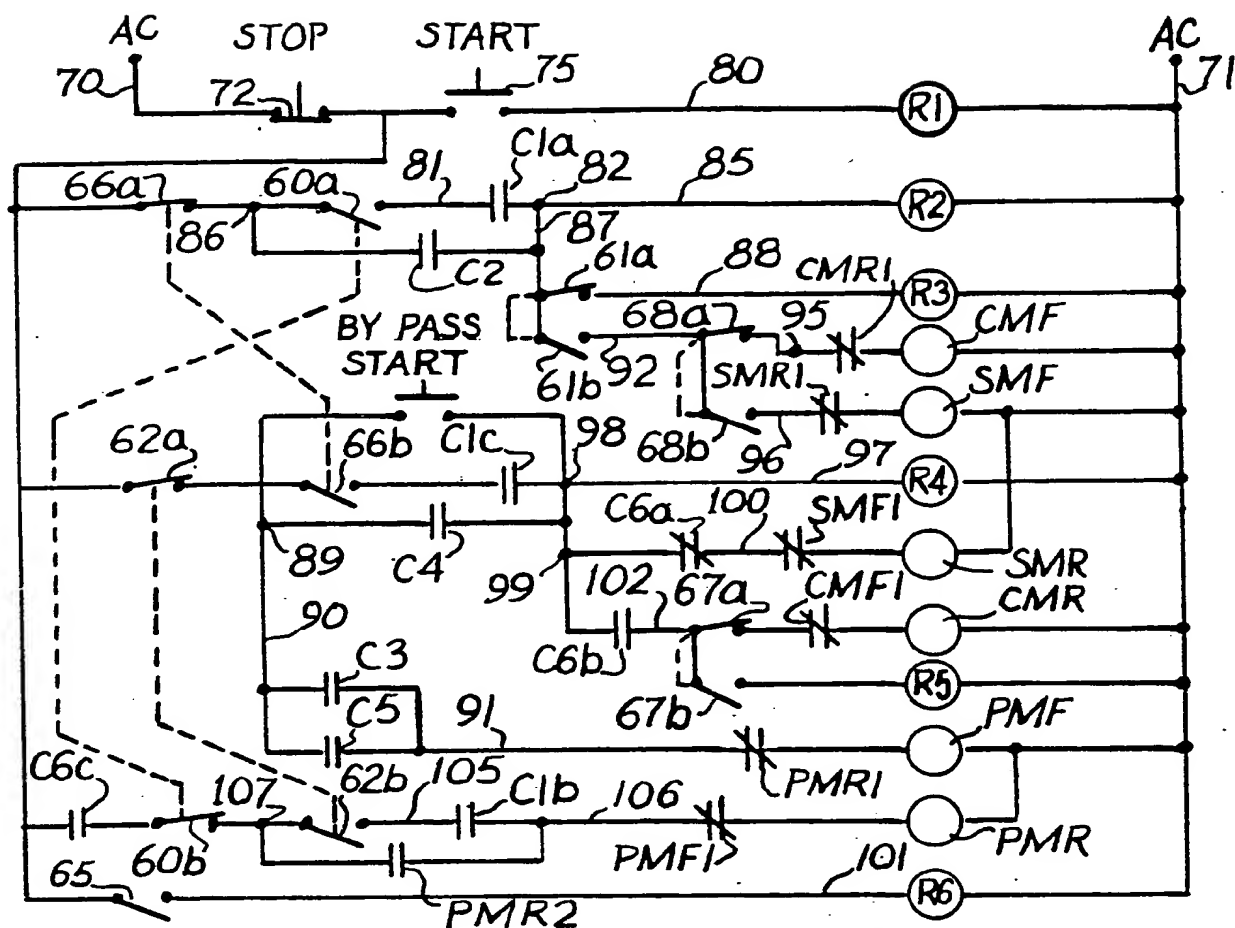 AC STOP START AC
70 72 75 80 R1 71
66a 60a 81 C1a 82 85 R2
86 C2 87 61a 88 CMR1 R3
BY PASS START
61b 92 68a 95 CMF
SMR1 SMF
62a 66b C1c 98 68b 96 97 R4
89 C4 99 C6a 100 SMF1 SMR
90 102 67a CMF1 CMR
C3 C6b 67b R5
C5 91 PMR1 PMF
C6c 107 62b 105 C1b 106 PMF1 PMR
60b PMR2
65 101 R6